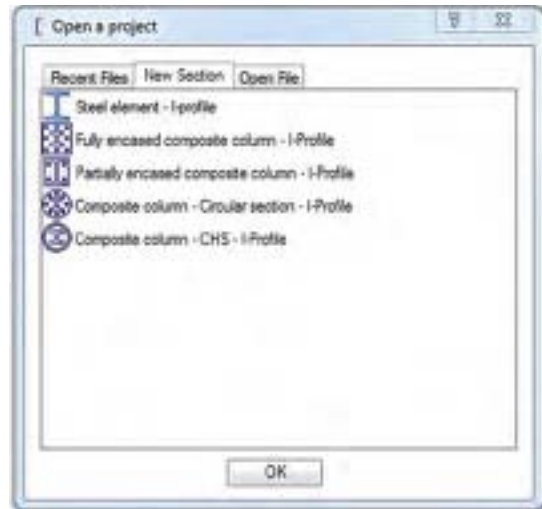 Open a project
Recent Files New Section Open File
Steel element - I-profile
Fully encased composite column - I-Profile
Partially encased composite column - I-Profile
Composite column - Circular section - I-Profile
Composite column - CHS - I-Profile
OK